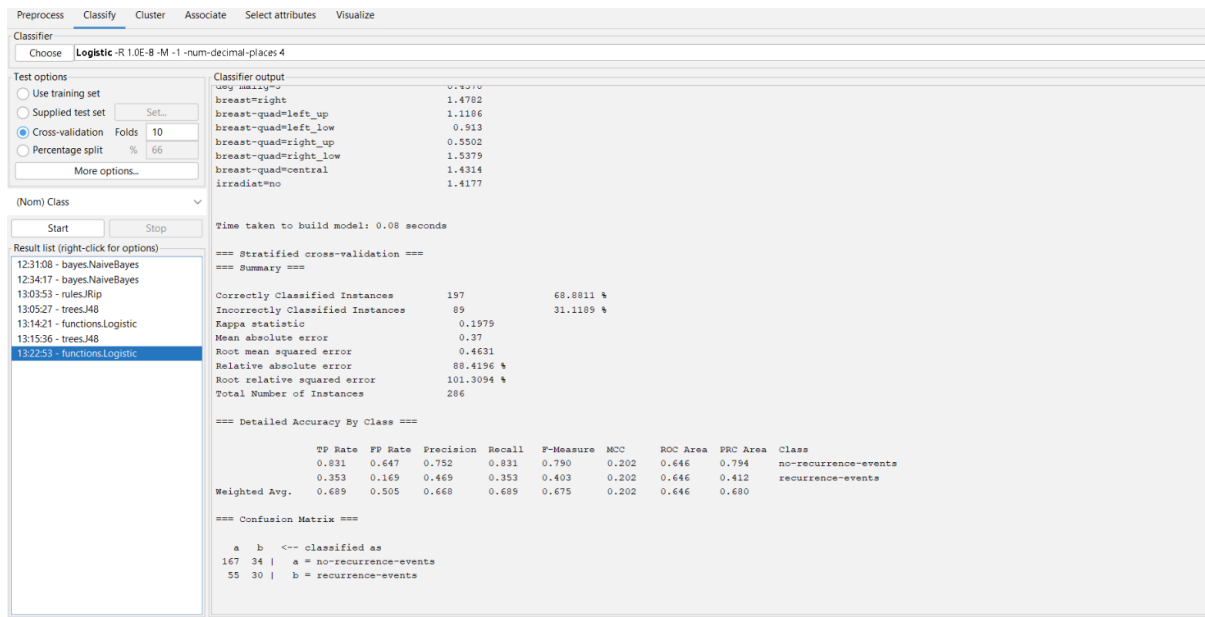 Preprocess Classify Cluster Associate Select attributes Visualize
Classifier
Choose Logistic -R 1.0E-8 -M -1 -num-decimal-places 4
Test options
Use training set
Supplied test set Set...
Cross-validation Folds 10
Percentage split % 66
More options...
(Nom) Class
Start Stop
Result list (right-click for options)
12:31:08 - bayes.NaiveBayes
12:34:17 - bayes.NaiveBayes
13:03:53 - rules.JRip
13:05:27 - trees.J48
13:14:21 - functions.Logistic
13:15:36 - trees.J48
13:22:53 - functions.Logistic
Classifier output
breast=right 1.4782
breast-quad=left_up 1.1186
breast-quad=left_low 0.913
breast-quad=right_up 0.5502
breast-quad=right_low 1.5379
breast-quad=central 1.4314
irradiat=no 1.4177
Time taken to build model: 0.08 seconds
=== Stratified cross-validation ===
=== Summary ===
Correctly Classified Instances 197 68.8811 %
Incorrectly Classified Instances 89 31.1189 %
Kappa statistic 0.1979
Mean absolute error 0.37
Root mean squared error 0.4631
Relative absolute error 88.4196 %
Root relative squared error 101.3094 %
Total Number of Instances 286
=== Detailed Accuracy By Class ===
TP Rate FP Rate Precision Recall F-Measure MCC ROC Area PRC Area Class
0.831 0.647 0.752 0.831 0.790 0.202 0.646 0.794 no-recurrence-events
0.353 0.169 0.469 0.353 0.403 0.202 0.646 0.412 recurrence-events
Weighted Avg. 0.689 0.505 0.668 0.689 0.675 0.202 0.646 0.680
=== Confusion Matrix ===
a b <-- classified as
167 34 | a = no-recurrence-events
55 30 | b = recurrence-events